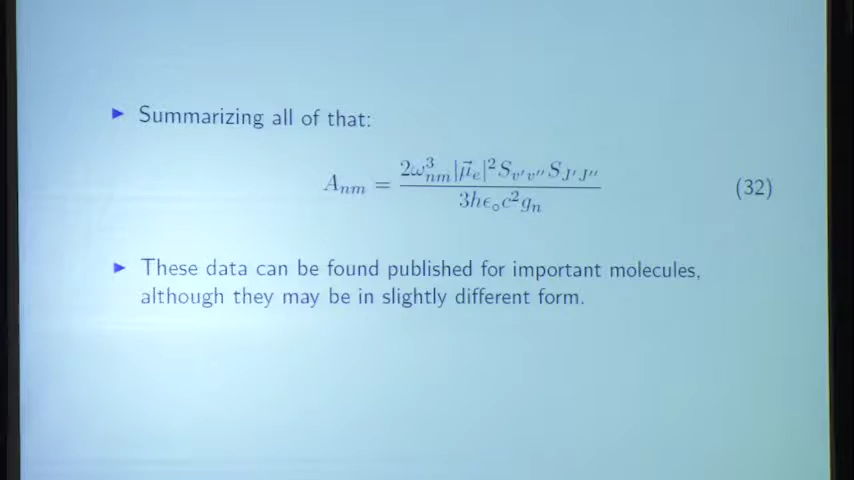 ▶ Summarizing all of that:
A_{nm} = \frac{2\omega_{nm}^3 |\vec{\mu}_e|^2 S_{v'v''} S_{J'J''}}{3h\epsilon_\circ c^2 g_n} (32)
▶ These data can be found published for important molecules,
although they may be in slightly different form.